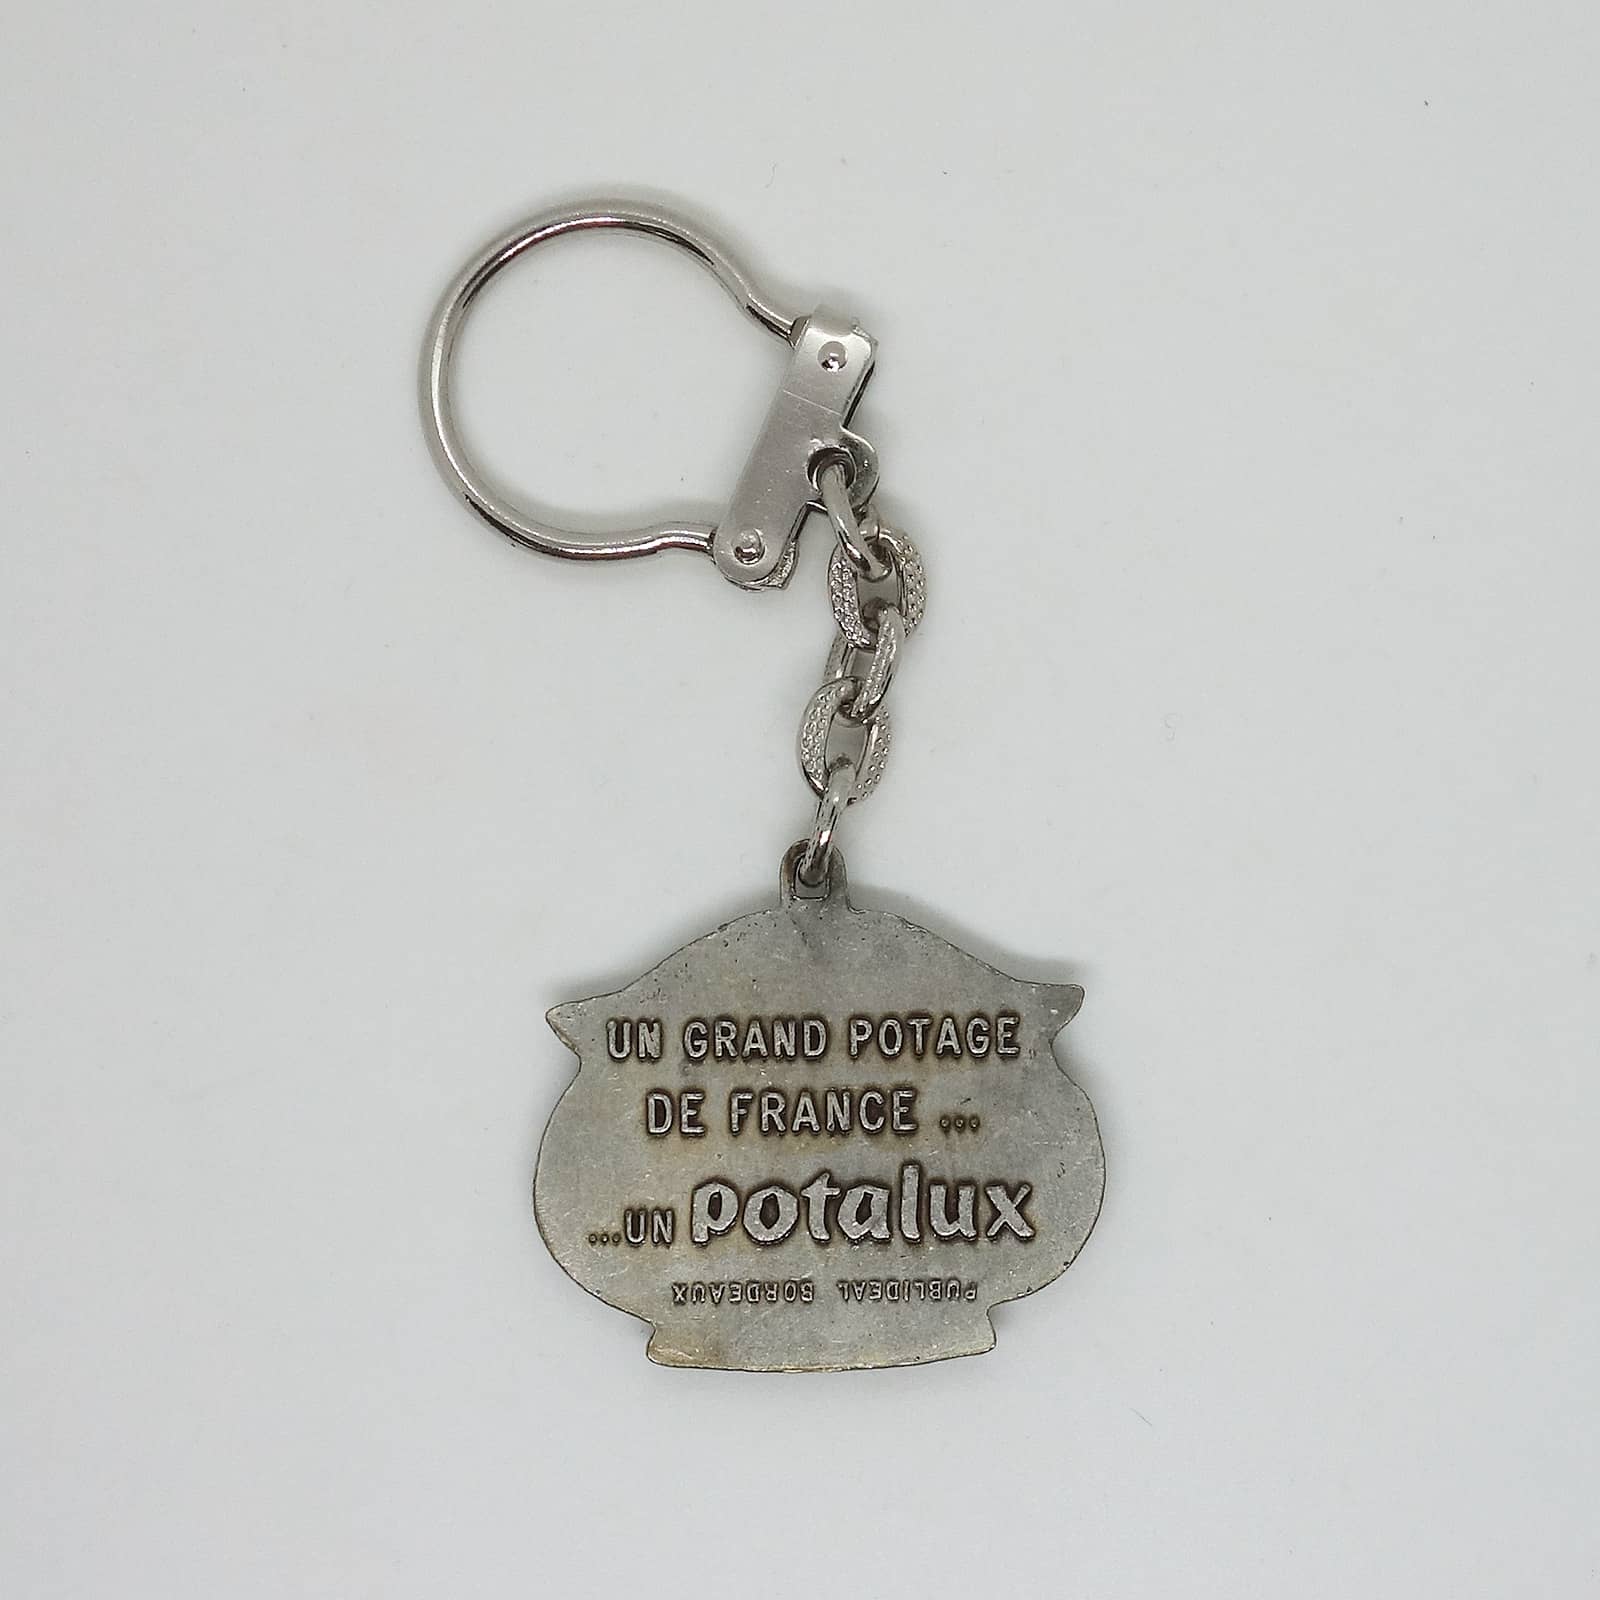 UN GRAND POTAGE
DE FRANCE ...
...UN potalux
PUBLIDEAL BORDEAUX